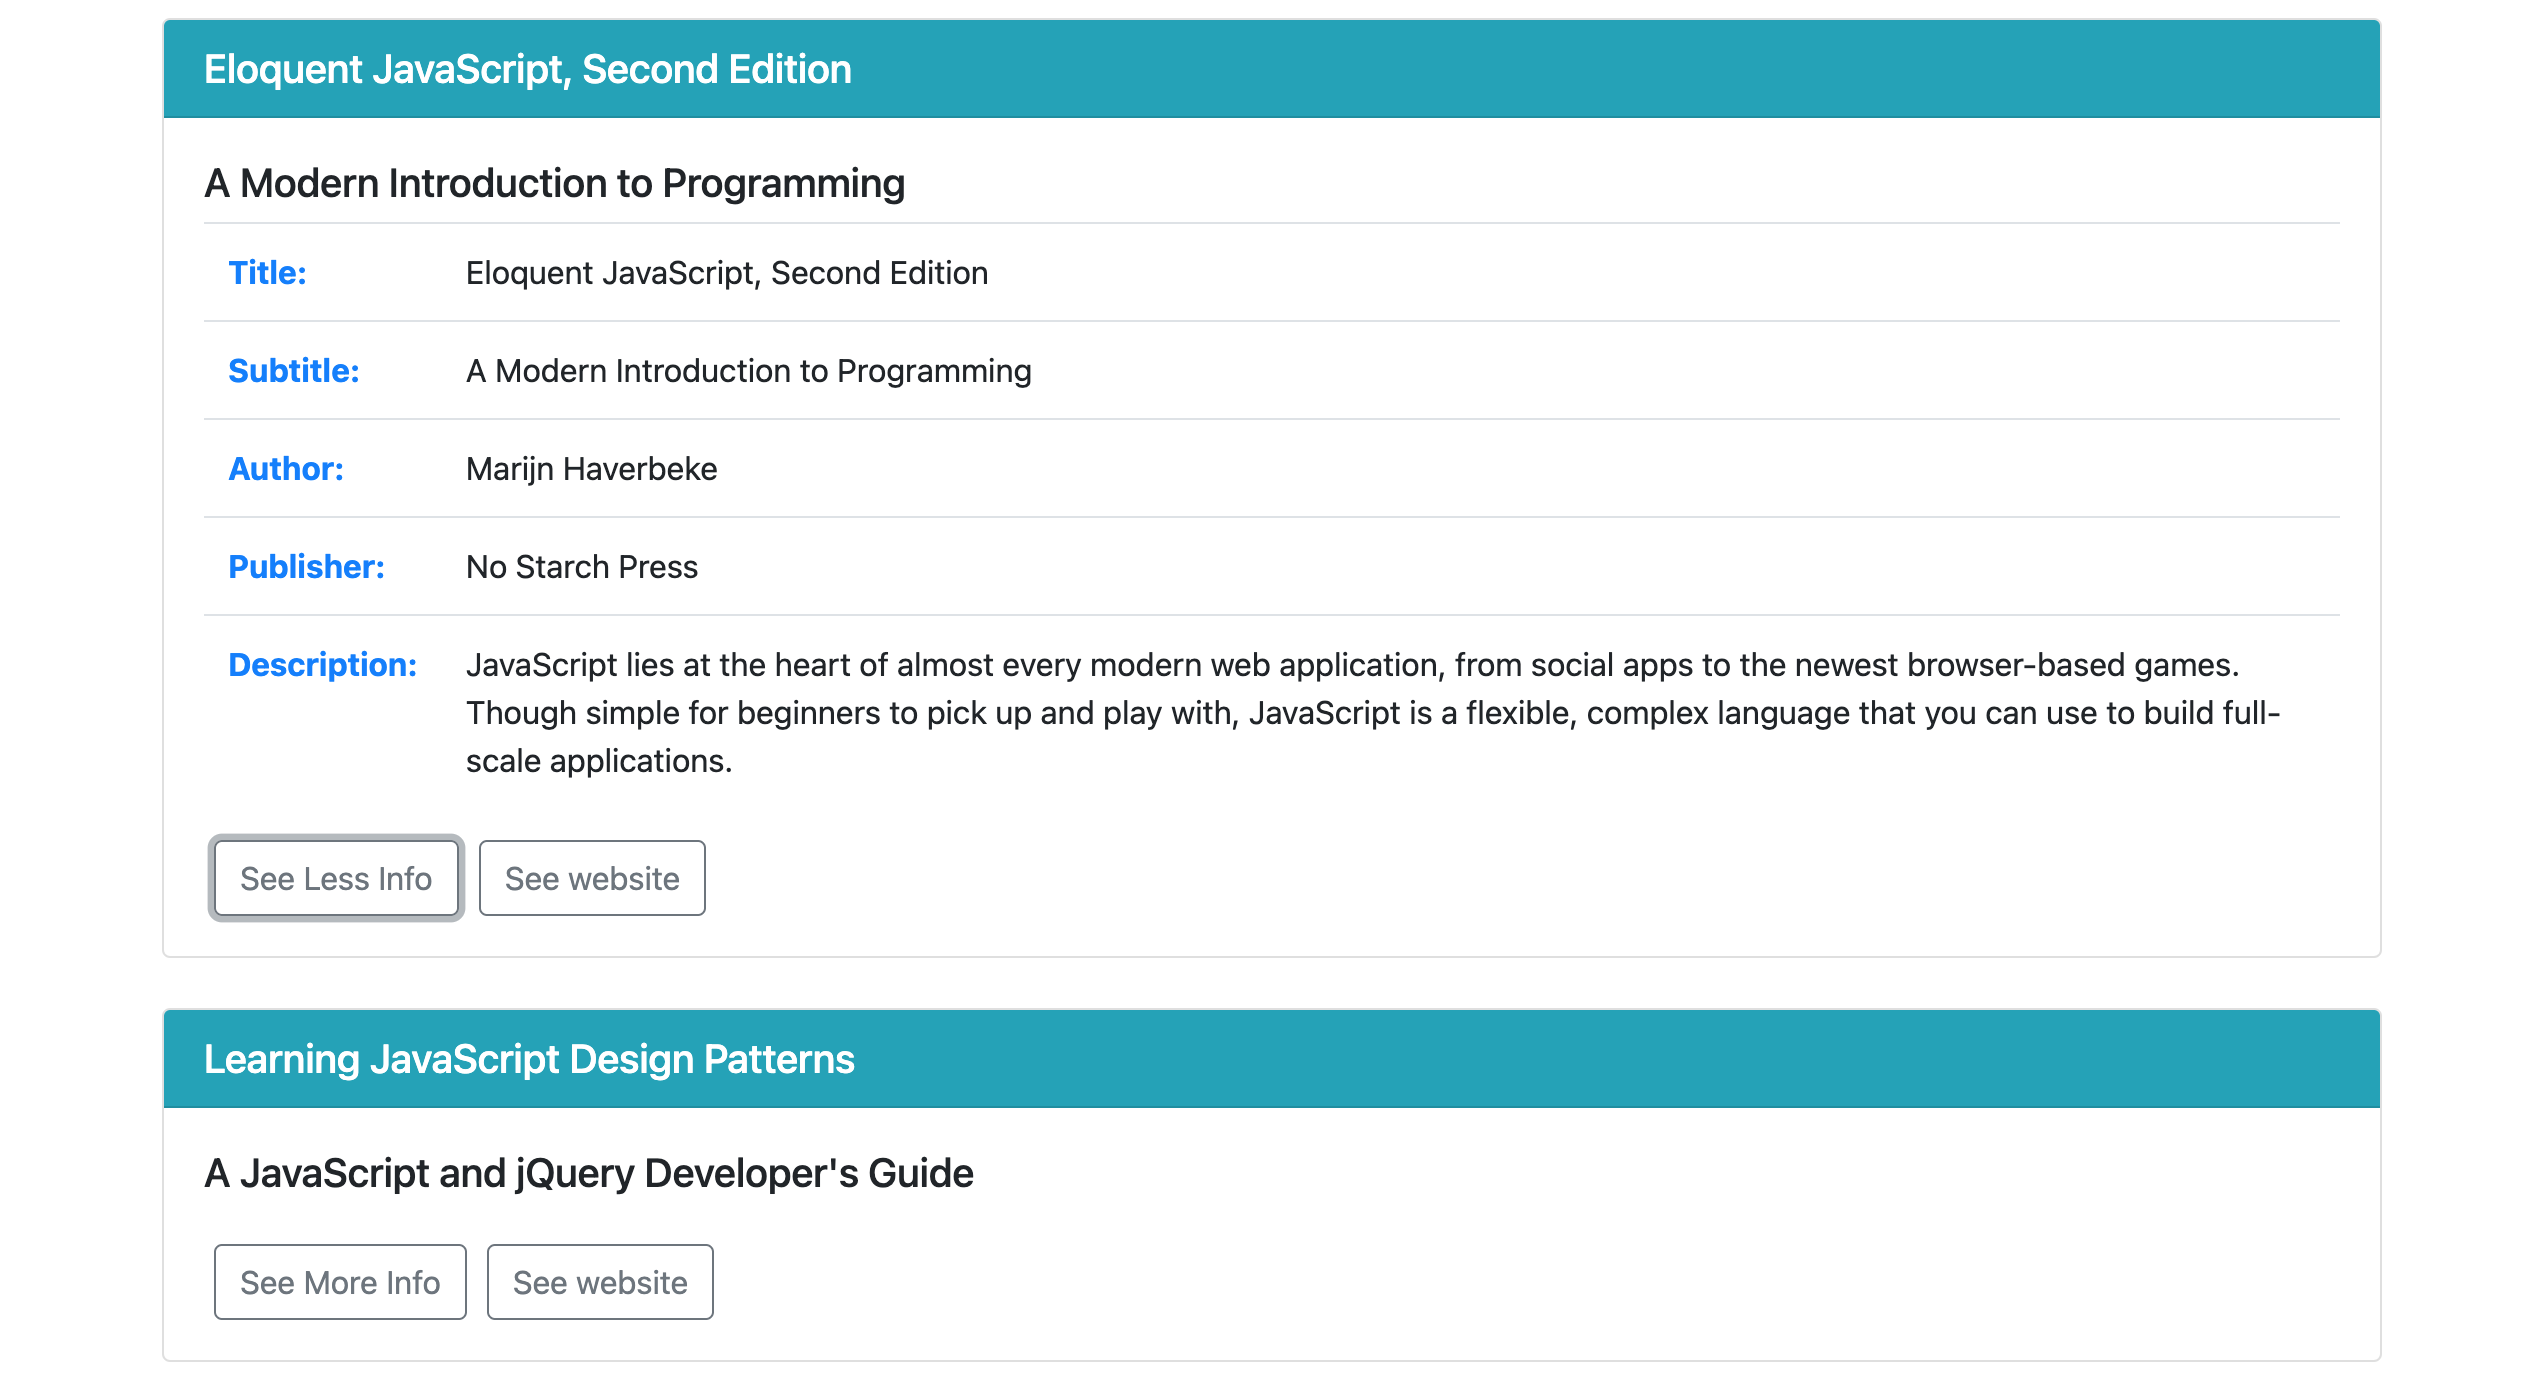 Eloquent JavaScript, Second Edition
A Modern Introduction to Programming
Title: Eloquent JavaScript, Second Edition
Subtitle: A Modern Introduction to Programming
Author: Marijn Haverbeke
Publisher: No Starch Press
Description: JavaScript lies at the heart of almost every modern web application, from social apps to the newest browser-based games.
Though simple for beginners to pick up and play with, JavaScript is a flexible, complex language that you can use to build full-
scale applications.
See Less Info See website
Learning JavaScript Design Patterns
A JavaScript and jQuery Developer's Guide
See More Info See website